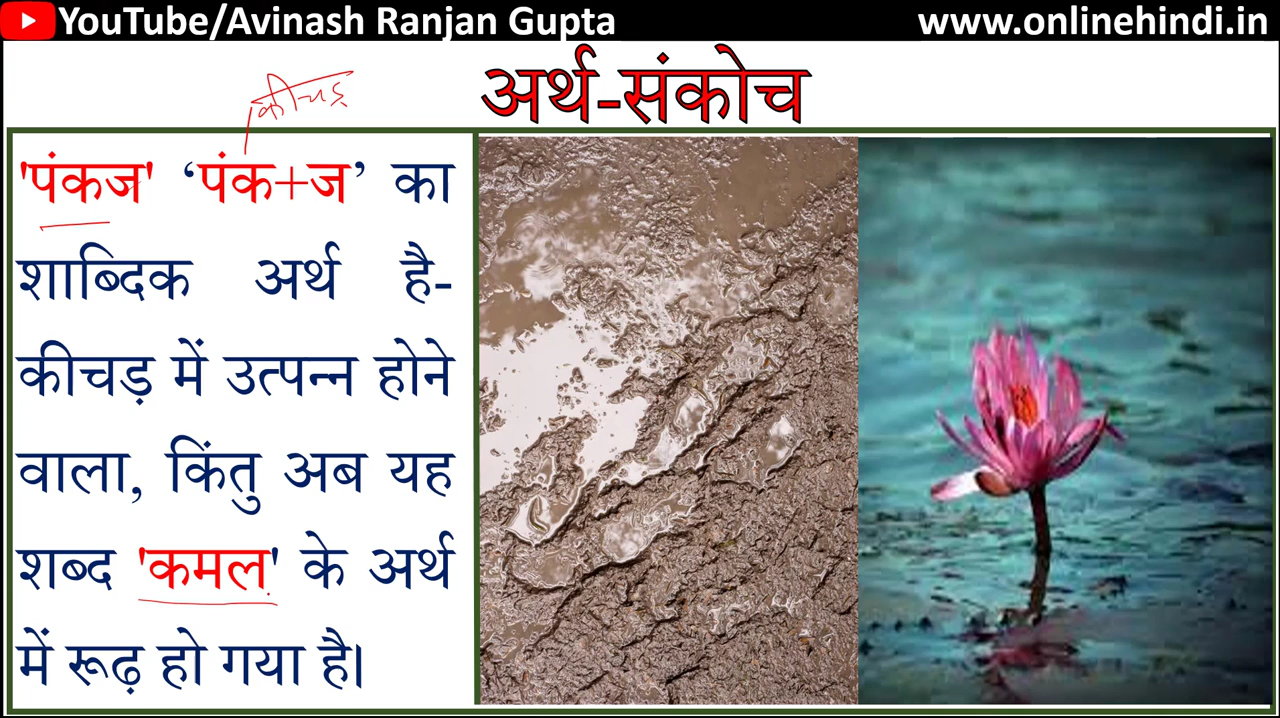 YouTube/Avinash Ranjan Gupta
www.onlinehindi.in
अर्थ-संकोच
कीचड़
'पंकज' ‘पंक+ज’ का
शाब्दिक अर्थ है-
कीचड़ में उत्पन्न होने
वाला, किंतु अब यह
शब्द 'कमल' के अर्थ
में रूढ़ हो गया है।